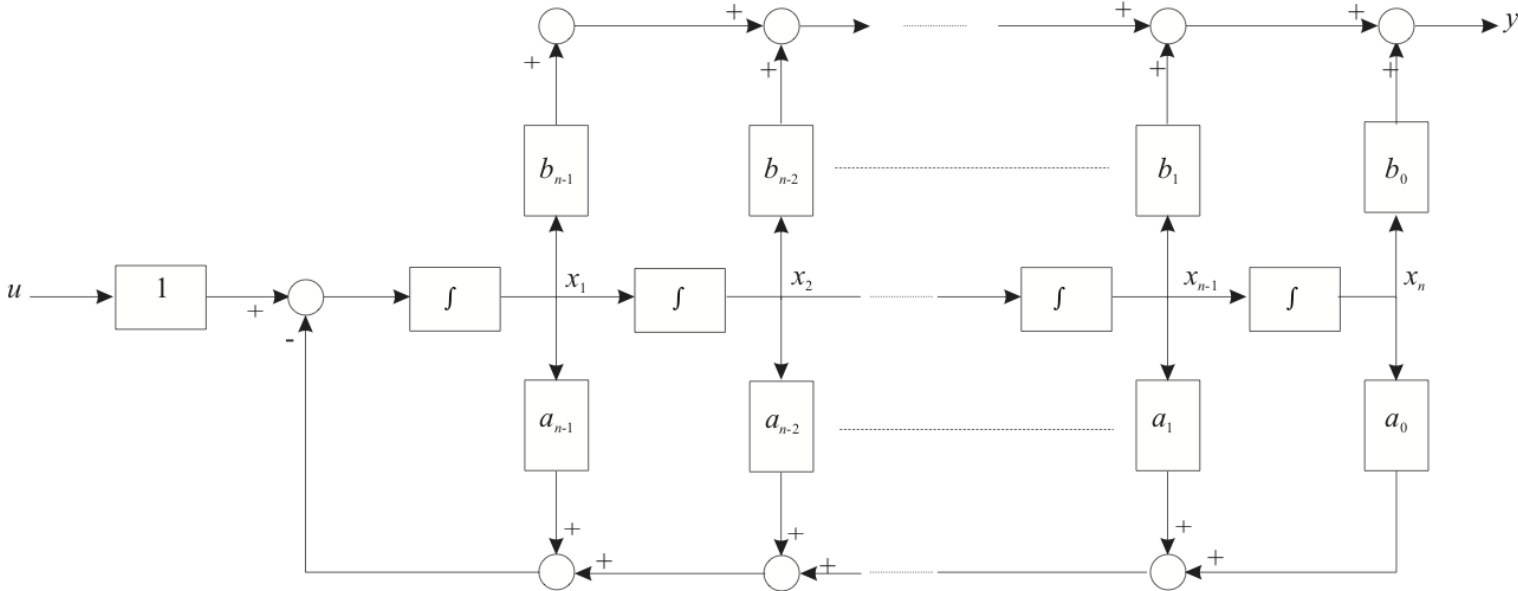 + + + + y
+ + + +
b_{n-1} b_{n-2} b_1 b_0
u 1 + ∫ x_1 ∫ x_2 ∫ x_{n-1} ∫ x_n
-
a_{n-1} a_{n-2} a_1 a_0
+ + +
+ + +